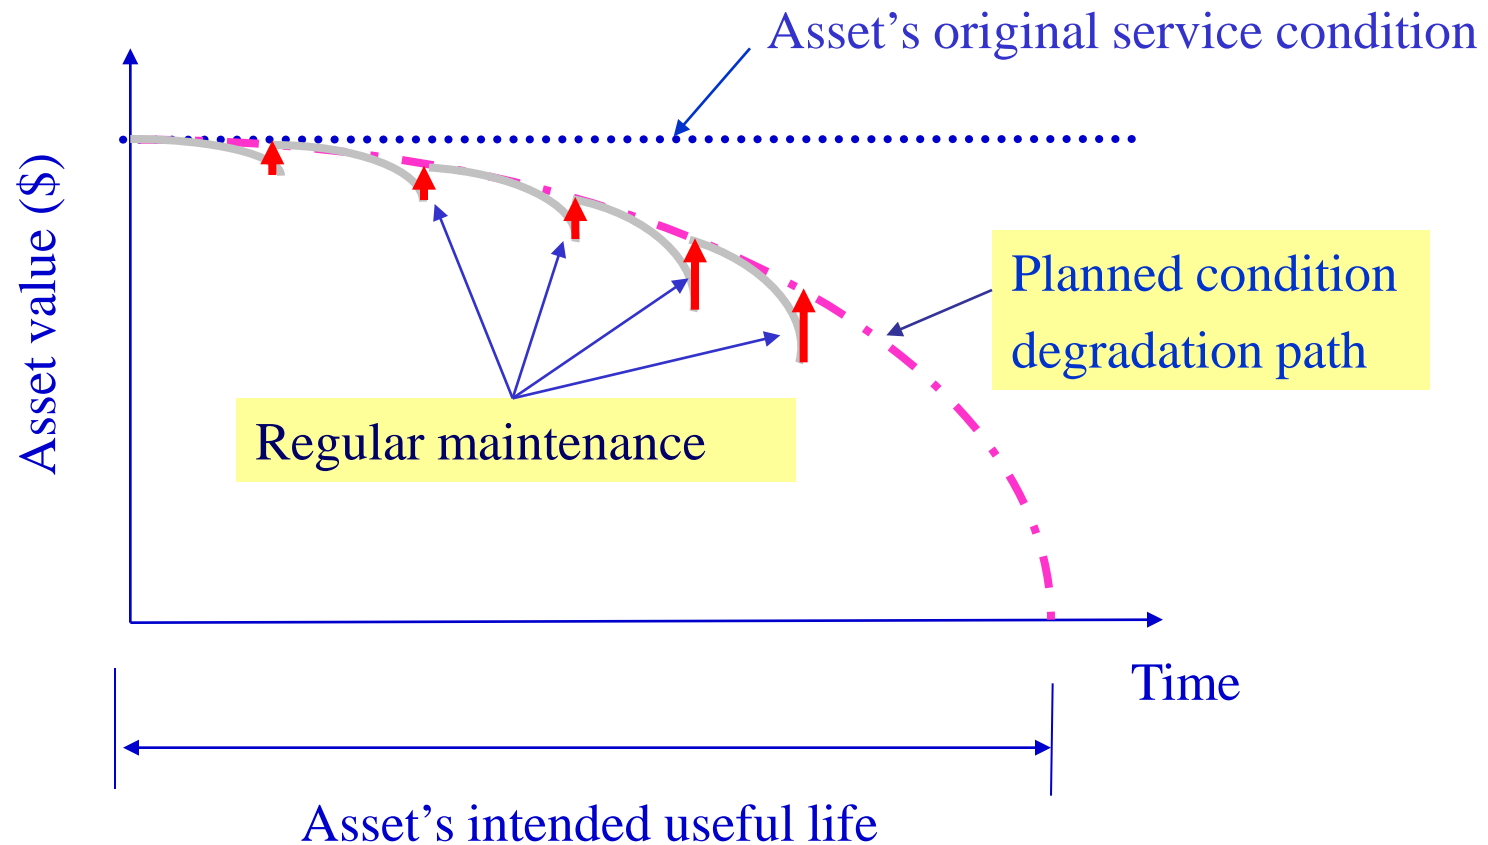 Asset’s original service condition
Asset value ($)
Planned condition
degradation path
Regular maintenance
Time
Asset’s intended useful life